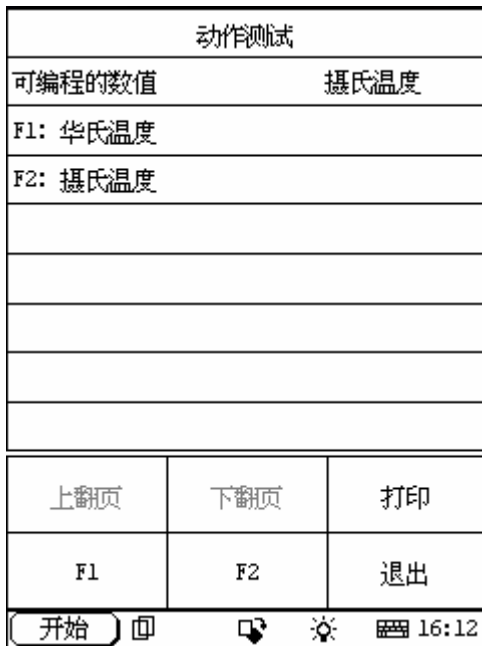 动作测试
可编程的数值 摄氏温度
F1: 华氏温度
F2: 摄氏温度
上翻页 下翻页 打印
F1 F2 退出
开始 16:12